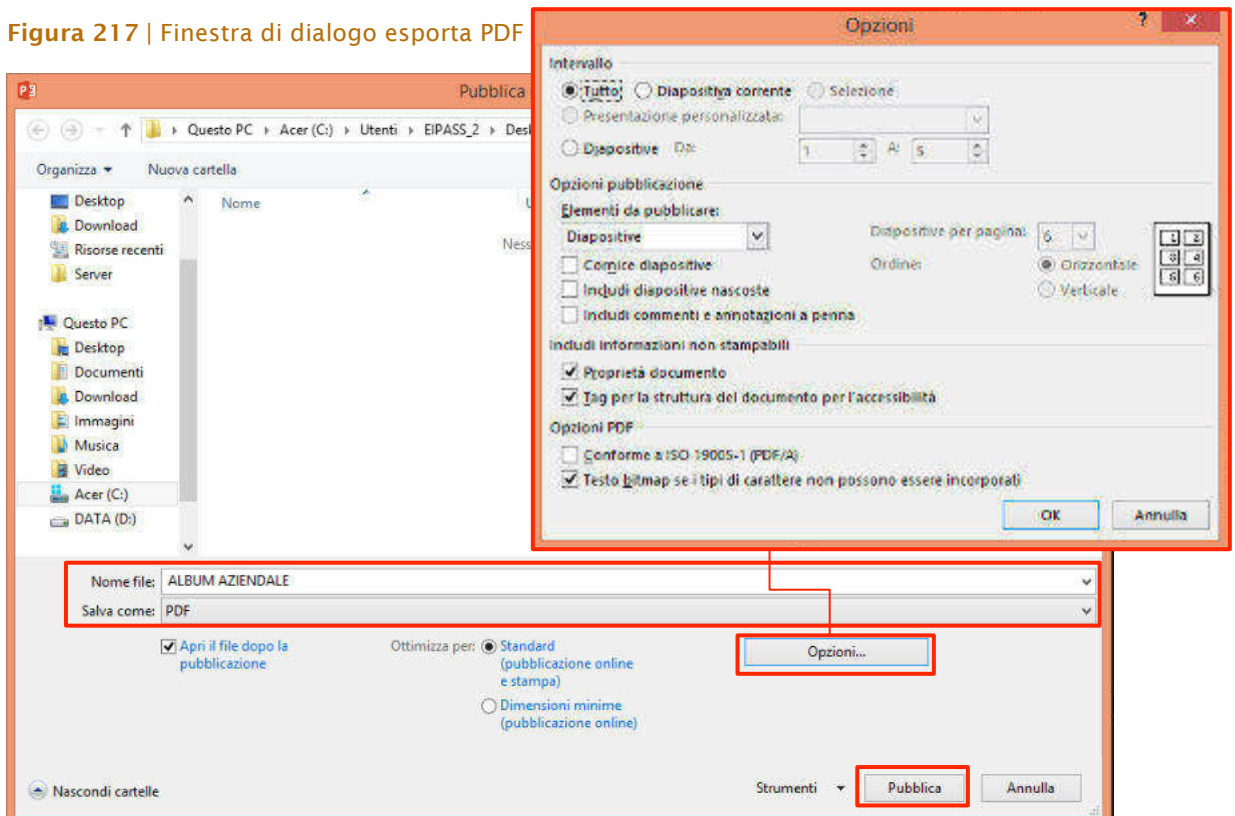 Figura 217 | Finestra di dialogo esporta PDF
Pubblica
Questo PC ▸ Acer (C:) ▸ Utenti ▸ EIPASS_2 ▸ Desk
Organizza
Nuova cartella
Desktop
Download
Risorse recenti
Server
Questo PC
Desktop
Documenti
Download
Immagini
Musica
Video
Acer (C:)
DATA (D:)
Nome
Ness
Opzioni
?
Intervallo
Tutto Diapositiva corrente Selezione
Presentazione personalizzata:
Diapositive Da: 1 A: 5
Opzioni pubblicazione
Elementi da pubblicare:
Diapositive
Diapositive per pagina: 6
Cornice diapositive
Ordine: Orizzontale
Includi diapositive nascoste
Verticale
1 2
3 4
Includi commenti e annotazioni a penna
Includi informazioni non stampabili
Proprietà documento
Tag per la struttura del documento per l'accessibilità
Opzioni PDF
Conforme a ISO 19005-1 (PDF/A)
Testo bitmap se i tipi di carattere non possono essere incorporati
OK Annulla
Nome file: ALBUM AZIENDALE
Salva come: PDF
Apri il file dopo la
pubblicazione
Ottimizza per: Standard
(pubblicazione online
e stampa)
Dimensioni minime
(pubblicazione online)
Opzioni...
Nascondi cartelle
Strumenti Pubblica Annulla